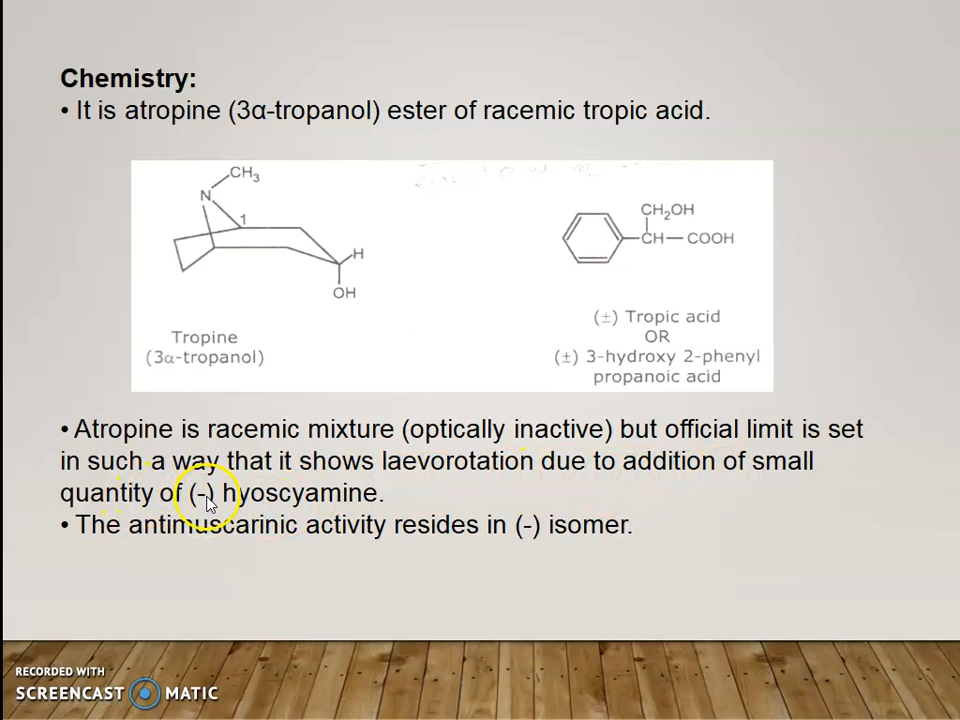 Chemistry:
• It is atropine (3α-tropanol) ester of racemic tropic acid.
CH3
N
1
H
OH
Tropine
(3α-tropanol)
CH2OH
CH— COOH
(±) Tropic acid
OR
(±) 3-hydroxy 2-phenyl
propanoic acid
• Atropine is racemic mixture (optically inactive) but official limit is set
in such a way that it shows laevorotation due to addition of small
quantity of (-) hyoscyamine.
• The antimuscarinic activity resides in (-) isomer.
RECORDED WITH
SCREENCAST MATIC